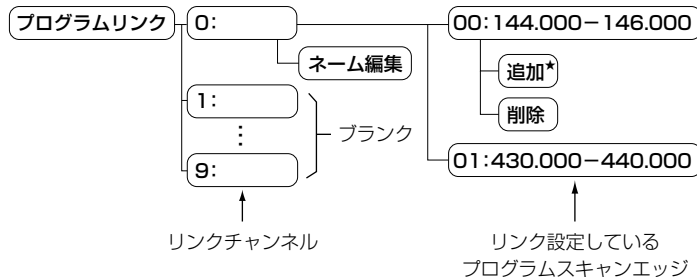 プログラムリンク
0:
ネーム編集
1:
⋮
9:
ブランク
リンクチャンネル
00:144.000−146.000
追加★
削除
01:430.000−440.000
リンク設定している
プログラムスキャンエッジ